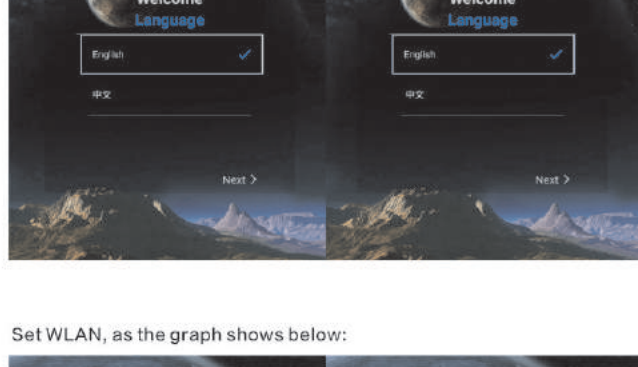 Welcome Welcome
Language Language
English English
中文 中文
Next > Next >
Set WLAN, as the graph shows below: